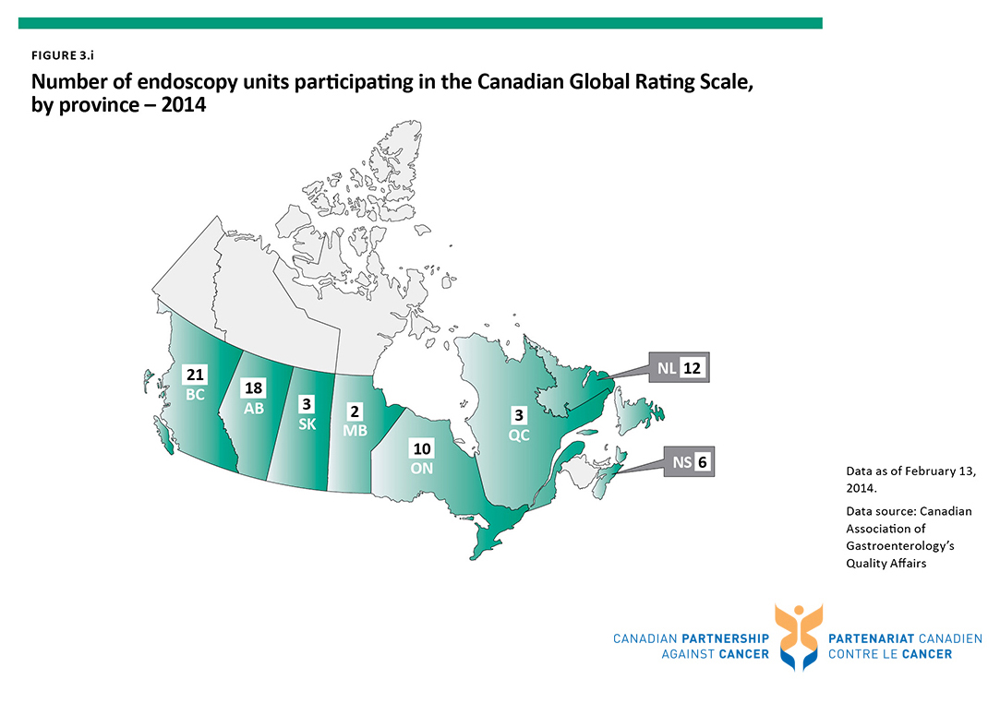 FIGURE 3.i
Number of endoscopy units participating in the Canadian Global Rating Scale,
by province – 2014
21
BC
18
AB
3
SK
2
MB
10
ON
3
QC
NL 12
NS 6
Data as of February 13,
2014.
Data source: Canadian
Association of
Gastroenterology’s
Quality Affairs
CANADIAN PARTNERSHIP
AGAINST CANCER
PARTENARIAT CANADIEN
CONTRE LE CANCER